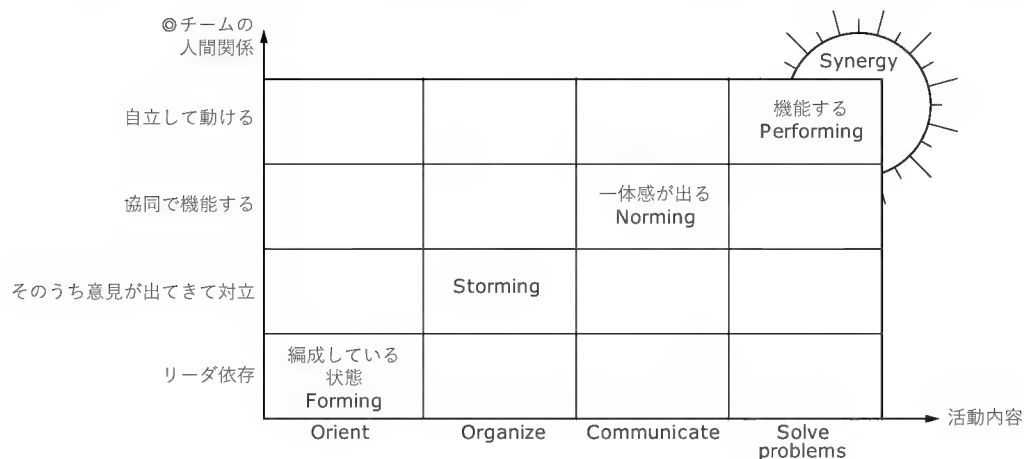 ◎チームの
人間関係
Synergy
自立して動ける
機能する
Performing
協同で機能する
一体感が出る
Norming
そのうち意見が出てきて対立
Storming
リーダ依存
編成している
状態
Forming
活動内容
Orient
Organize
Communicate
Solve
problems